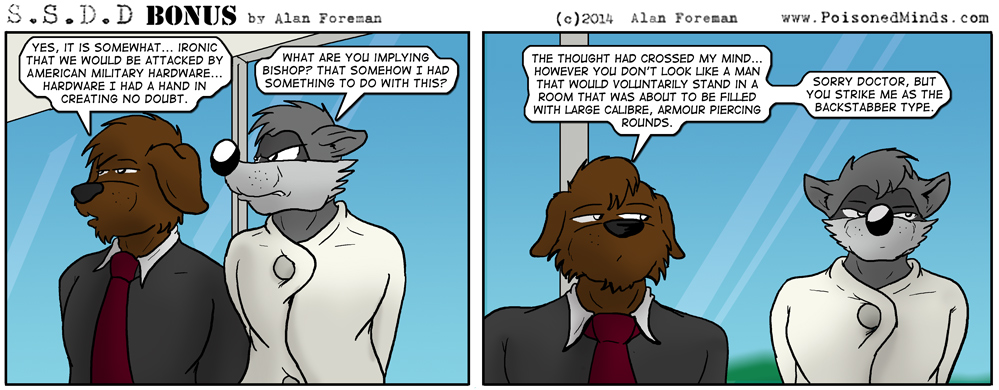 S.S.D.D BONUS by Alan Foreman
(c)2014 Alan Foreman www.PoisonedMinds.com
YES, IT IS SOMEWHAT... IRONIC
THAT WE WOULD BE ATTACKED BY
AMERICAN MILITARY HARDWARE...
HARDWARE I HAD A HAND IN
CREATING NO DOUBT.
WHAT ARE YOU IMPLYING
BISHOP? THAT SOMEHOW I HAD
SOMETHING TO DO WITH THIS?
THE THOUGHT HAD CROSSED MY MIND...
HOWEVER YOU DON'T LOOK LIKE A MAN
THAT WOULD VOLUNTARILY STAND IN A
ROOM THAT WAS ABOUT TO BE FILLED
WITH LARGE CALIBRE, ARMOUR PIERCING
ROUNDS.
SORRY DOCTOR, BUT
YOU STRIKE ME AS THE
BACKSTABBER TYPE.